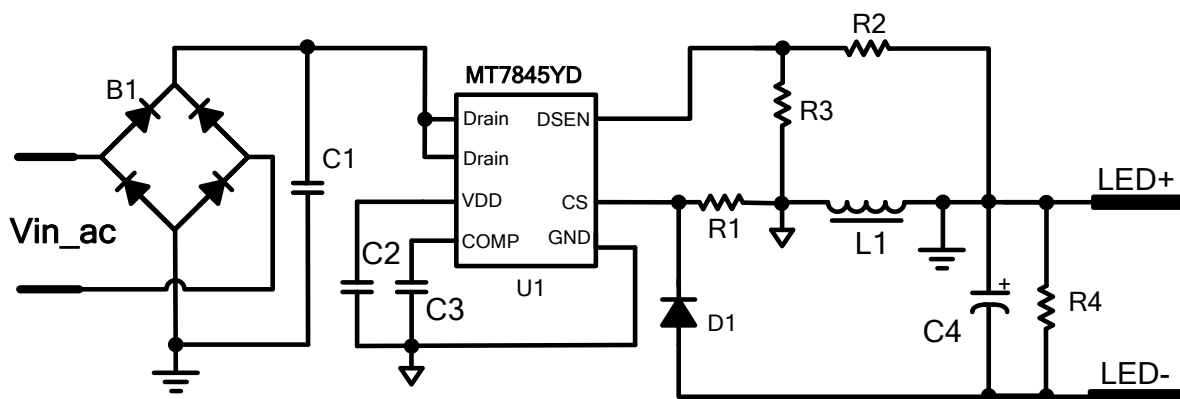 R2
MT7845YD
B1
Drain
DSEN
R3
Drain
C1
LED+
VDD
CS
Vin_ac
R1
COMP
GND
L1
C2
U1
C3
D1
+
C4
R4
LED-